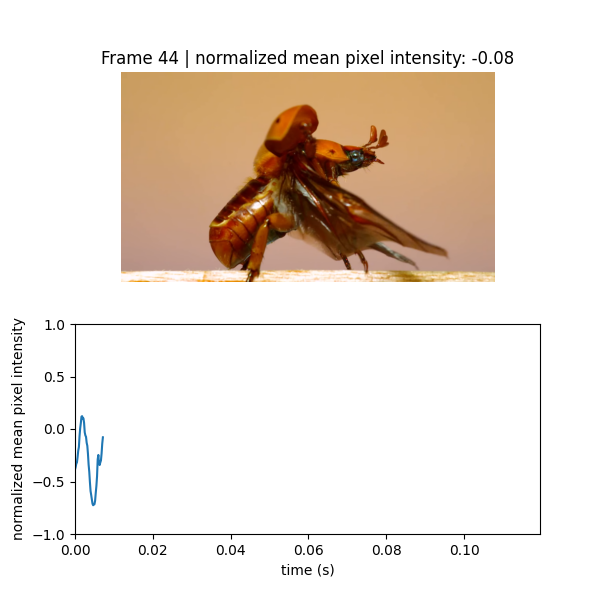 Frame 44 | normalized mean pixel intensity: -0.08
1.0
0.5
0.0
−0.5
−1.0
normalized mean pixel intensity
0.00 0.02 0.04 0.06 0.08 0.10
time (s)